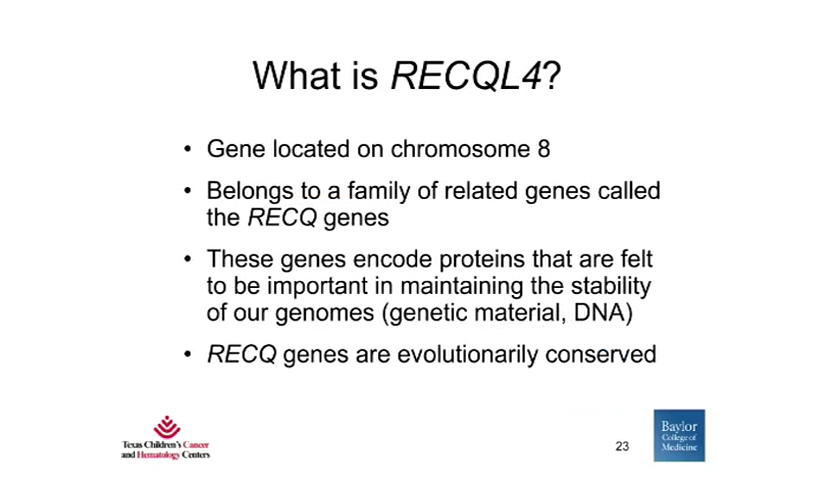 What is RECQL4?
• Gene located on chromosome 8
• Belongs to a family of related genes called
the RECQ genes
• These genes encode proteins that are felt
to be important in maintaining the stability
of our genomes (genetic material, DNA)
• RECQ genes are evolutionarily conserved
Texas Children's Cancer
and Hematology Centers
23
Baylor
College of
Medicine